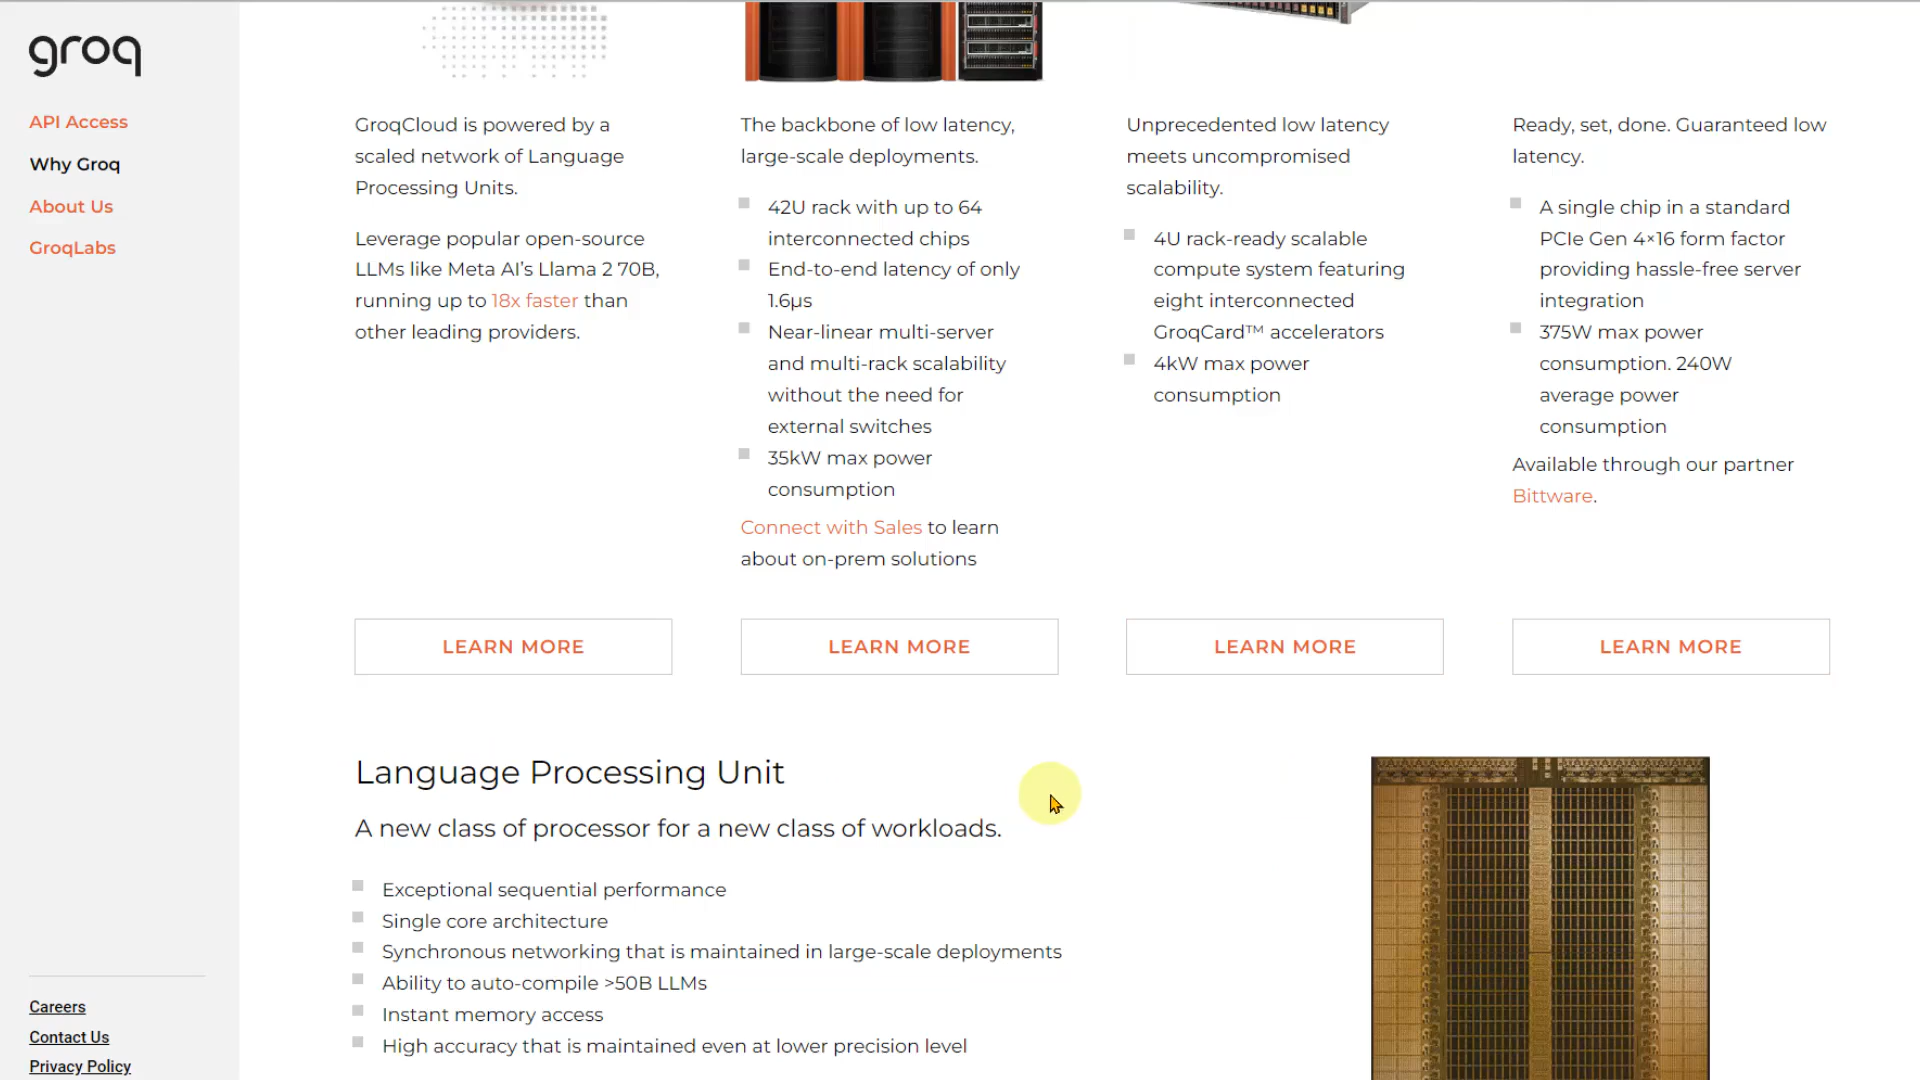 groq
API Access
Why Groq
About Us
GroqLabs
Careers
Contact Us
Privacy Policy
GroqCloud is powered by a
scaled network of Language
Processing Units.
Leverage popular open-source
LLMs like Meta AI’s Llama 2 70B,
running up to 18x faster than
other leading providers.
LEARN MORE
The backbone of low latency,
large-scale deployments.
42U rack with up to 64
interconnected chips
End-to-end latency of only
1.6µs
Near-linear multi-server
and multi-rack scalability
without the need for
external switches
35kW max power
consumption
Connect with Sales to learn
about on-prem solutions
LEARN MORE
Unprecedented low latency
meets uncompromised
scalability.
4U rack-ready scalable
compute system featuring
eight interconnected
GroqCard™ accelerators
4kW max power
consumption
LEARN MORE
Ready, set, done. Guaranteed low
latency.
A single chip in a standard
PCIe Gen 4×16 form factor
providing hassle-free server
integration
375W max power
consumption. 240W
average power
consumption
Available through our partner
Bittware.
LEARN MORE
Language Processing Unit
A new class of processor for a new class of workloads.
Exceptional sequential performance
Single core architecture
Synchronous networking that is maintained in large-scale deployments
Ability to auto-compile >50B LLMs
Instant memory access
High accuracy that is maintained even at lower precision level